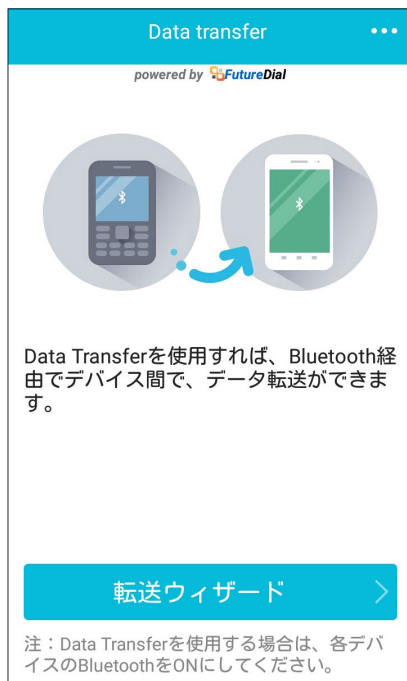 Data transfer
powered by FutureDial
Data Transferを使用すれば、Bluetooth経
由でデバイス間で、データ転送ができま
す。
転送ウィザード
注：Data Transferを使用する場合は、各デバ
イスのBluetoothをONにしてください。